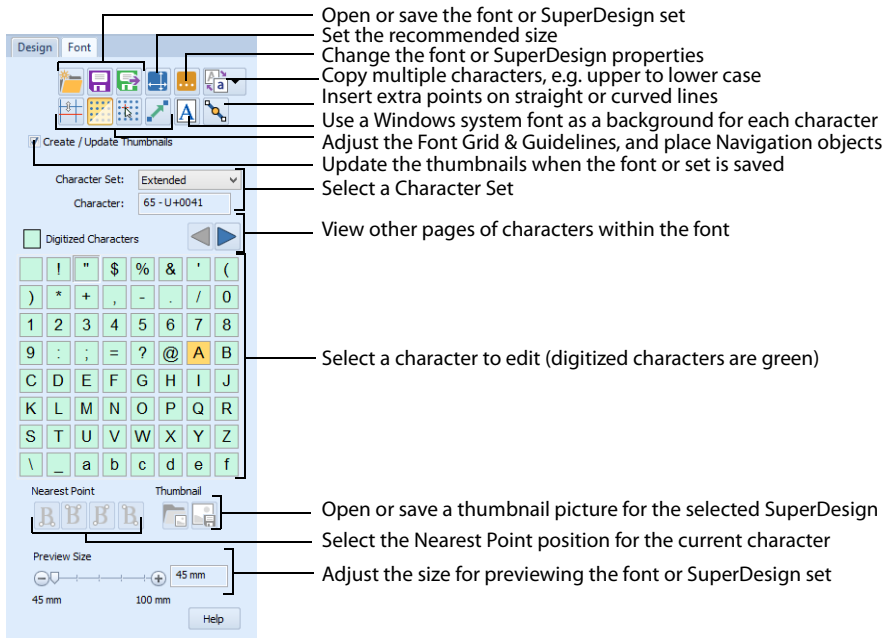 Open or save the font or SuperDesign set
Set the recommended size
Design Font
Change the font or SuperDesign properties
Copy multiple characters, e.g. upper to lower case
Insert extra points on straight or curved lines
Use a Windows system font as a background for each character
Adjust the Font Grid & Guidelines, and place Navigation objects
Create / Update Thumbnails
Update the thumbnails when the font or set is saved
Character Set: Extended
Select a Character Set
Character: 65 - U+0041
View other pages of characters within the font
Digitized Characters
! " $ % & ' (
) * + , - . / 0
1 2 3 4 5 6 7 8
9 : ; = ? @ A B
Select a character to edit (digitized characters are green)
C D E F G H I J
K L M N O P Q R
S T U V W X Y Z
\ _ a b c d e f
Nearest Point Thumbnail
B B B B
Open or save a thumbnail picture for the selected SuperDesign
Select the Nearest Point position for the current character
Preview Size
45 mm
Adjust the size for previewing the font or SuperDesign set
45 mm 100 mm
Help